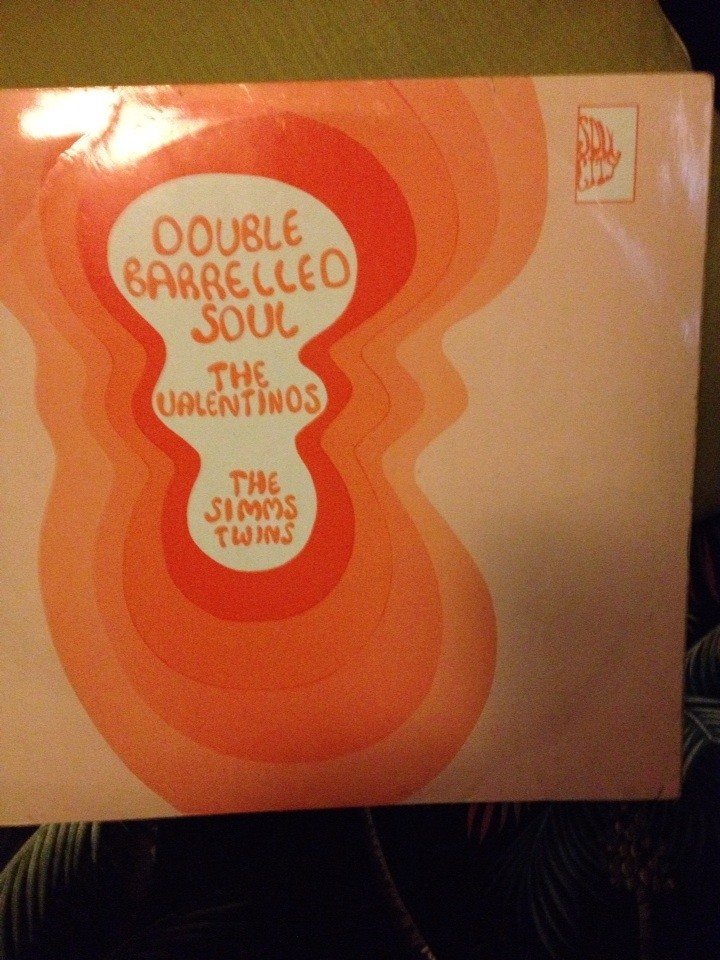 SOUL
CITY
DOUBLE
BARRELLED
SOUL
THE
VALENTINOS
THE
SIMMS
TWINS